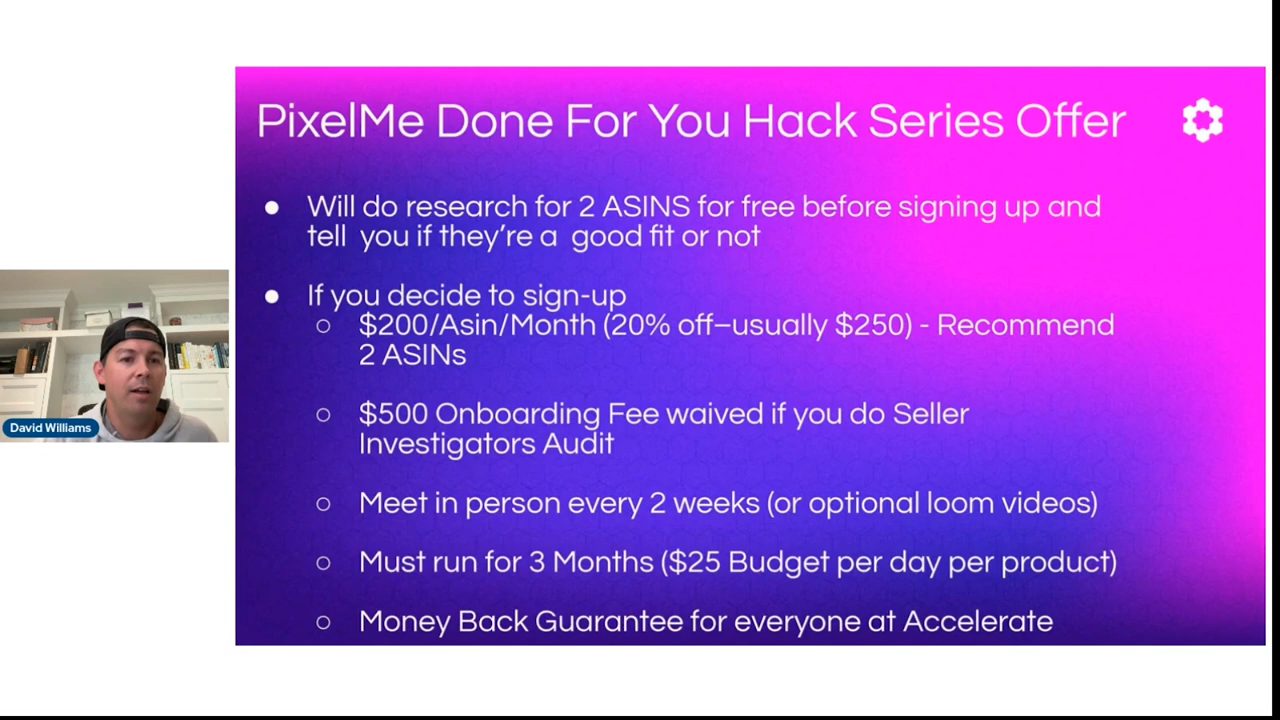 PixelMe Done For You Hack Series Offer
● Will do research for 2 ASINS for free before signing up and
tell you if they're a good fit or not
● If you decide to sign-up
○ $200/Asin/Month (20% off–usually $250) - Recommend
2 ASINs
○ $500 Onboarding Fee waived if you do Seller
Investigators Audit
○ Meet in person every 2 weeks (or optional loom videos)
○ Must run for 3 Months ($25 Budget per day per product)
○ Money Back Guarantee for everyone at Accelerate
David Williams